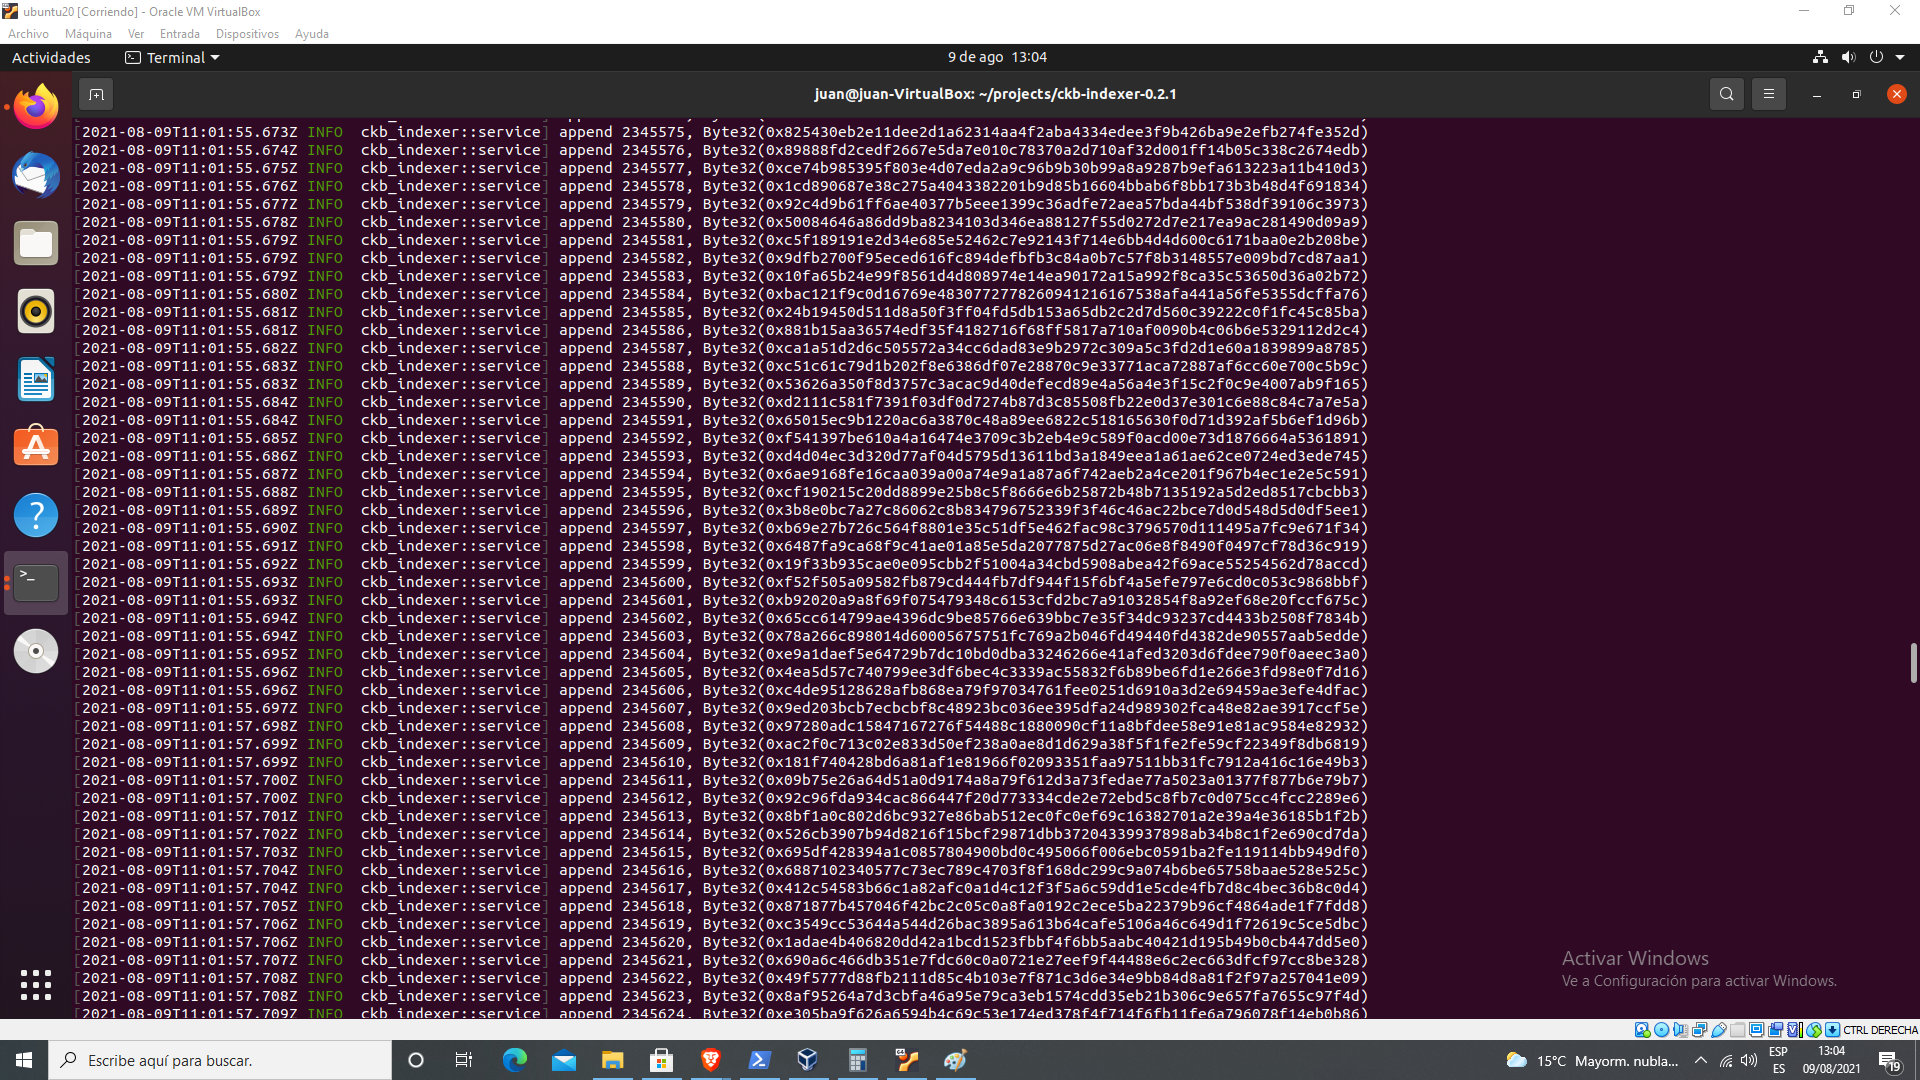 ubuntu20 [Corriendo] - Oracle VM VirtualBox
Archivo Máquina Ver Entrada Dispositivos Ayuda
Actividades Terminal 9 de ago 13:04
juan@juan-VirtualBox: ~/projects/ckb-indexer-0.2.1
[2021-08-09T11:01:55.673Z INFO ckb_indexer::service] append 2345575, Byte32(0x825430eb2e11dee2d1a62314aa4f2aba4334edee3f9b426ba9e2efb274fe352d)
[2021-08-09T11:01:55.674Z INFO ckb_indexer::service] append 2345576, Byte32(0x89888fd2cedf2667e5da7e010c78370a2d710af32d001ff14b05c338c2674edb)
[2021-08-09T11:01:55.675Z INFO ckb_indexer::service] append 2345577, Byte32(0xce74b985395f803e4d07eda2a9c96b9b30b99a8a9287b9efa613223a11b410d3)
[2021-08-09T11:01:55.676Z INFO ckb_indexer::service] append 2345578, Byte32(0x1cd890687e38c275a4043382201b9d85b16604bbab6f8bb173b3b48d4f691834)
[2021-08-09T11:01:55.677Z INFO ckb_indexer::service] append 2345579, Byte32(0x92c4d9b61ff6ae40377b5eee1399c36adfe72aea57bda44bf538df39106c3973)
[2021-08-09T11:01:55.678Z INFO ckb_indexer::service] append 2345580, Byte32(0x50084646a86dd9ba8234103d346ea88127f55d0272d7e217ea9ac281490d09a9)
[2021-08-09T11:01:55.679Z INFO ckb_indexer::service] append 2345581, Byte32(0xc5f189191e2d34e685e52462c7e92143f714e6bb4d4d600c6171baa0e2b208be)
[2021-08-09T11:01:55.679Z INFO ckb_indexer::service] append 2345582, Byte32(0x9dfb2700f95eced616fc894defbfb3c84a0b7c57f8b3148557e009bd7cd87aa1)
[2021-08-09T11:01:55.679Z INFO ckb_indexer::service] append 2345583, Byte32(0x10fa65b24e99f8561d4d808974e14ea90172a15a992f8ca35c53650d36a02b72)
[2021-08-09T11:01:55.680Z INFO ckb_indexer::service] append 2345584, Byte32(0xbac121f9c0d16769e4830772778260941216167538afa441a56fe5355dcffa76)
[2021-08-09T11:01:55.681Z INFO ckb_indexer::service] append 2345585, Byte32(0x24b19450d511d8a50f3ff04fd5db153a65db2c2d7d560c39222c0f1fc45c85ba)
[2021-08-09T11:01:55.681Z INFO ckb_indexer::service] append 2345586, Byte32(0x881b15aa36574edf35f4182716f68ff5817a710af0090b4c06b6e5329112d2c4)
[2021-08-09T11:01:55.682Z INFO ckb_indexer::service] append 2345587, Byte32(0xca1a51d2d6c505572a34cc6dad83e9b2972c309a5c3fd2d1e60a1839899a8785)
[2021-08-09T11:01:55.683Z INFO ckb_indexer::service] append 2345588, Byte32(0xc51c61c79d1b202f8e6386df07e28870c9e33771aca72887af6cc60e700c5b9c)
[2021-08-09T11:01:55.683Z INFO ckb_indexer::service] append 2345589, Byte32(0x53626a350f8d3757c3acac9d40defecd89e4a56a4e3f15c2f0c9e4007ab9f165)
[2021-08-09T11:01:55.684Z INFO ckb_indexer::service] append 2345590, Byte32(0xd2111c581f7391f03df0d7274b87d3c85508fb22e0d37e301c6e88c84c7a7e5a)
[2021-08-09T11:01:55.684Z INFO ckb_indexer::service] append 2345591, Byte32(0x65015ec9b1220ac6a3870c48a89ee6822c518165630f0d71d392af5b6ef1d96b)
[2021-08-09T11:01:55.685Z INFO ckb_indexer::service] append 2345592, Byte32(0xf541397be610a4a16474e3709c3b2eb4e9c589f0acd00e73d1876664a5361891)
[2021-08-09T11:01:55.686Z INFO ckb_indexer::service] append 2345593, Byte32(0xd4d04ec3d320d77af04d5795d13611bd3a1849eea1a61ae62ce0724ed3ede745)
[2021-08-09T11:01:55.687Z INFO ckb_indexer::service] append 2345594, Byte32(0x6ae9168fe16caa039a00a74e9a1a87a6f742aeb2a4ce201f967b4ec1e2e5c591)
[2021-08-09T11:01:55.688Z INFO ckb_indexer::service] append 2345595, Byte32(0xcf190215c20dd8899e25b8c5f8666e6b25872b48b7135192a5d2ed8517cbcbb3)
[2021-08-09T11:01:55.689Z INFO ckb_indexer::service] append 2345596, Byte32(0x3b8e0bc7a27c86062c8b834796752339f3f46c46ac22bce7d0d548d5d0df5ee1)
[2021-08-09T11:01:55.690Z INFO ckb_indexer::service] append 2345597, Byte32(0xb69e27b726c564f8801e35c51df5e462fac98c3796570d111495a7fc9e671f34)
[2021-08-09T11:01:55.691Z INFO ckb_indexer::service] append 2345598, Byte32(0x6487fa9ca68f9c41ae01a85e5da2077875d27ac06e8f8490f0497cf78d36c919)
[2021-08-09T11:01:55.692Z INFO ckb_indexer::service] append 2345599, Byte32(0x19f33b935cae0e095cbb2f51004a34cbd5908abea42f69ace55254562d78accd)
[2021-08-09T11:01:55.693Z INFO ckb_indexer::service] append 2345600, Byte32(0xf52f505a09582fb879cd444fb7df944f15f6bf4a5efe797e6cd0c053c9868bbf)
[2021-08-09T11:01:55.693Z INFO ckb_indexer::service] append 2345601, Byte32(0xb92020a9a8f69f075479348c6153cfd2bc7a91032854f8a92ef68e20fccf675c)
[2021-08-09T11:01:55.694Z INFO ckb_indexer::service] append 2345602, Byte32(0x65cc614799ae4396dc9be85766e639bbc7e35f34dc93237cd4433b2508f7834b)
[2021-08-09T11:01:55.694Z INFO ckb_indexer::service] append 2345603, Byte32(0x78a266c898014d60005675751fc769a2b046fd49440fd4382de90557aab5edde)
[2021-08-09T11:01:55.695Z INFO ckb_indexer::service] append 2345604, Byte32(0xe9a1daef5e64729b7dc10bd0dba33246266e41afed3203d6fdee790f0aeec3a0)
[2021-08-09T11:01:55.696Z INFO ckb_indexer::service] append 2345605, Byte32(0x4ea5d57c740799ee3df6bec4c3339ac55832f6b89be6fd1e266e3fd98e0f7d16)
[2021-08-09T11:01:55.696Z INFO ckb_indexer::service] append 2345606, Byte32(0xc4de95128628afb868ea79f97034761fee0251d6910a3d2e69459ae3efe4dfac)
[2021-08-09T11:01:55.697Z INFO ckb_indexer::service] append 2345607, Byte32(0x9ed203bcb7ecbcbf8c48923bc036ee395dfa24d989302fca48e82ae3917ccf5e)
[2021-08-09T11:01:57.698Z INFO ckb_indexer::service] append 2345608, Byte32(0x97280adc15847167276f54488c1880090cf11a8bfdee58e91e81ac9584e82932)
[2021-08-09T11:01:57.699Z INFO ckb_indexer::service] append 2345609, Byte32(0xac2f0c713c02e833d50ef238a0ae8d1d629a38f5f1fe2fe59cf22349f8db6819)
[2021-08-09T11:01:57.699Z INFO ckb_indexer::service] append 2345610, Byte32(0x181f740428bd6a81af1e81966f02093351faa97511bb31fc7912a416c16e49b3)
[2021-08-09T11:01:57.700Z INFO ckb_indexer::service] append 2345611, Byte32(0x09b75e26a64d51a0d9174a8a79f612d3a73fedae77a5023a01377f877b6e79b7)
[2021-08-09T11:01:57.700Z INFO ckb_indexer::service] append 2345612, Byte32(0x92c96fda934cac866447f20d773334cde2e72ebd5c8fb7c0d075cc4fcc2289e6)
[2021-08-09T11:01:57.701Z INFO ckb_indexer::service] append 2345613, Byte32(0x8bf1a0c802d6bc9327e86bab512ec0fc0ef69c16382701a2e39a4e36185b1f2b)
[2021-08-09T11:01:57.702Z INFO ckb_indexer::service] append 2345614, Byte32(0x526cb3907b94d8216f15bcf29871dbb37204339937898ab34b8c1f2e690cd7da)
[2021-08-09T11:01:57.703Z INFO ckb_indexer::service] append 2345615, Byte32(0x695df428394a1c0857804900bd0c495066f006ebc0591ba2fe119114bb949df0)
[2021-08-09T11:01:57.704Z INFO ckb_indexer::service] append 2345616, Byte32(0x6887102340577c73ec789c4703f8f168dc299c9a074b6be65758baae528e525c)
[2021-08-09T11:01:57.704Z INFO ckb_indexer::service] append 2345617, Byte32(0x412c54583b66c1a82afc0a1d4c12f3f5a6c59dd1e5cde4fb7d8c4bec36b8c0d4)
[2021-08-09T11:01:57.705Z INFO ckb_indexer::service] append 2345618, Byte32(0x871877b457046f42bc2c05c0a8fa0192c2ece5ba22379b96cf4864ade1f7fdd8)
[2021-08-09T11:01:57.706Z INFO ckb_indexer::service] append 2345619, Byte32(0xc3549cc53644a544d26bac3895a613b64cafe5106a46c649d1f72619c5ce5dbc)
[2021-08-09T11:01:57.706Z INFO ckb_indexer::service] append 2345620, Byte32(0x1adae4b406820dd42a1bcd1523fbbf4f6bb5aabc40421d195b49b0cb447dd5e0)
[2021-08-09T11:01:57.707Z INFO ckb_indexer::service] append 2345621, Byte32(0x690a6c466db351e7fdc60c0a0721e27eef9f44488e6c2ec663dfcf97cc8be328)
[2021-08-09T11:01:57.708Z INFO ckb_indexer::service] append 2345622, Byte32(0x49f5777d88fb2111d85c4b103e7f871c3d6e34e9bb84d8a81f2f97a257041e09)
[2021-08-09T11:01:57.708Z INFO ckb_indexer::service] append 2345623, Byte32(0x8af95264a7d3cbfa46a95e79ca3eb1574cdd35eb21b306c9e657fa7655c97f4d)
[2021-08-09T11:01:57.709Z INFO ckb_indexer::service] append 2345624, Byte32(0xe305ba9f626a6594b4c69c53e174ed378f4f714f6fb11fe6a796078f14eb0b86)
Activar Windows
Ve a Configuración para activar Windows.
CTRL DERECHA
Escribe aquí para buscar.
15°C Mayorm. nubla...
ESP
ES
13:04
09/08/2021
19